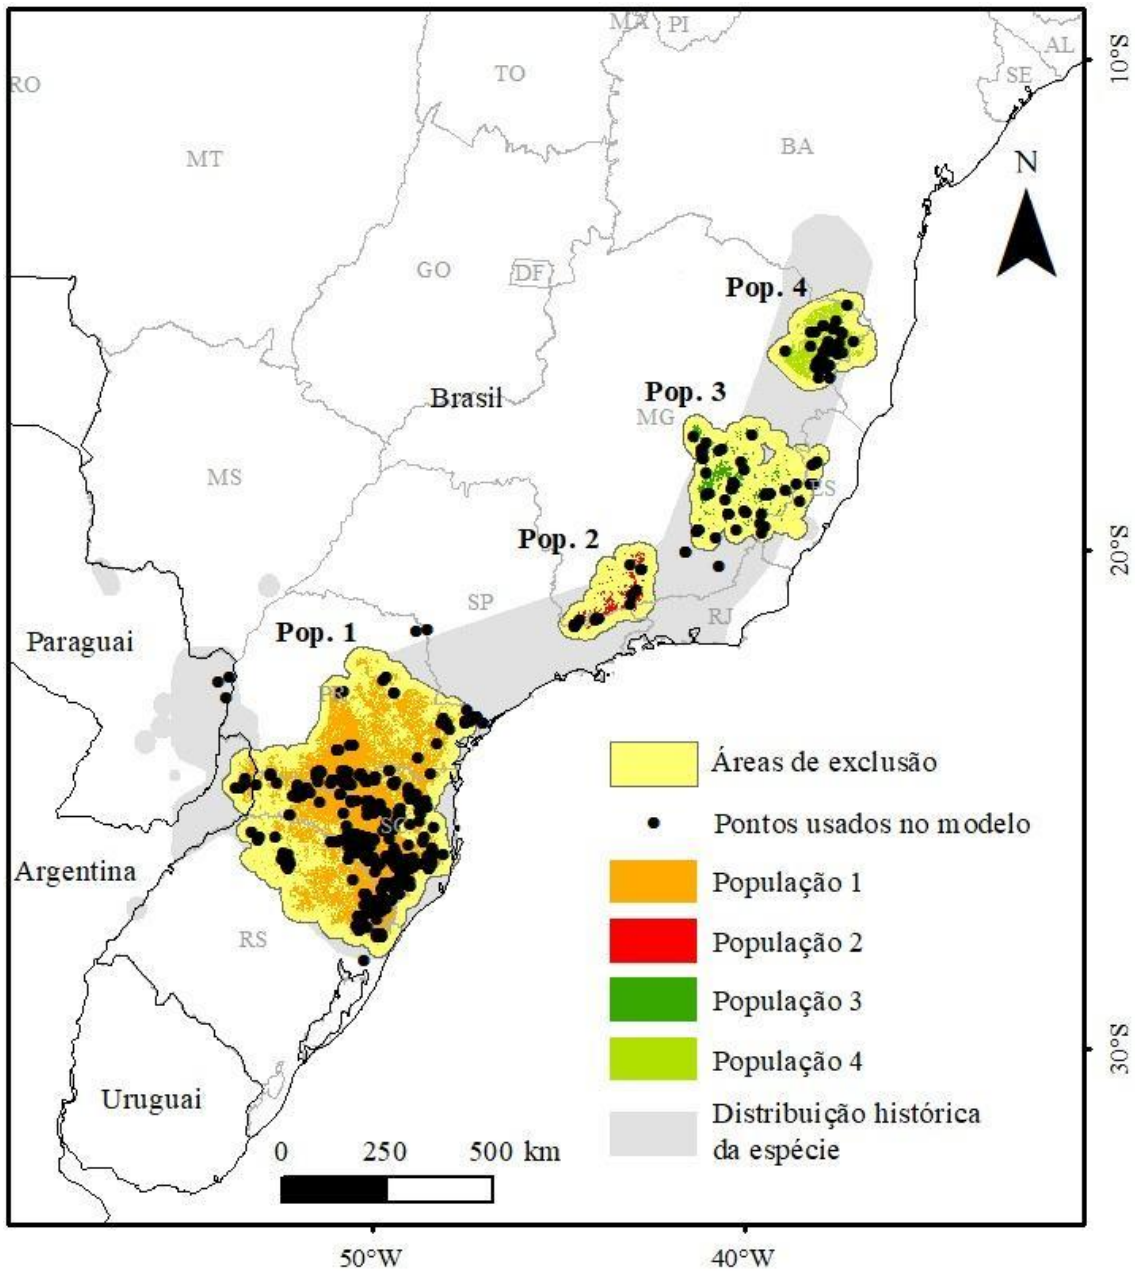 MA
PI
AL
10°S
RO
TO
SE
MT
BA
N
GO
DF
Pop. 4
Brasil
Pop. 3
MG
MS
ES
Pop. 2
20°S
SP
RJ
Paraguai
Pop. 1
PR
Áreas de exclusão
SC
Pontos usados no modelo
Argentina
População 1
RS
População 2
População 3
30°S
População 4
Uruguai
Distribuição histórica
da espécie
0 250 500 km
50°W 40°W